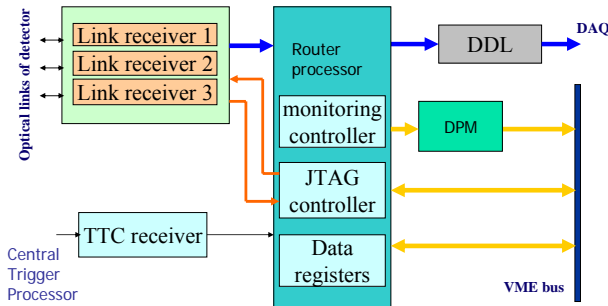 Optical links of detector
Link receiver 1
Link receiver 2
Link receiver 3
Router
processor
monitoring
controller
JTAG
controller
Data
registers
DDL
DAQ
DPM
VME bus
TTC receiver
Central
Trigger
Processor